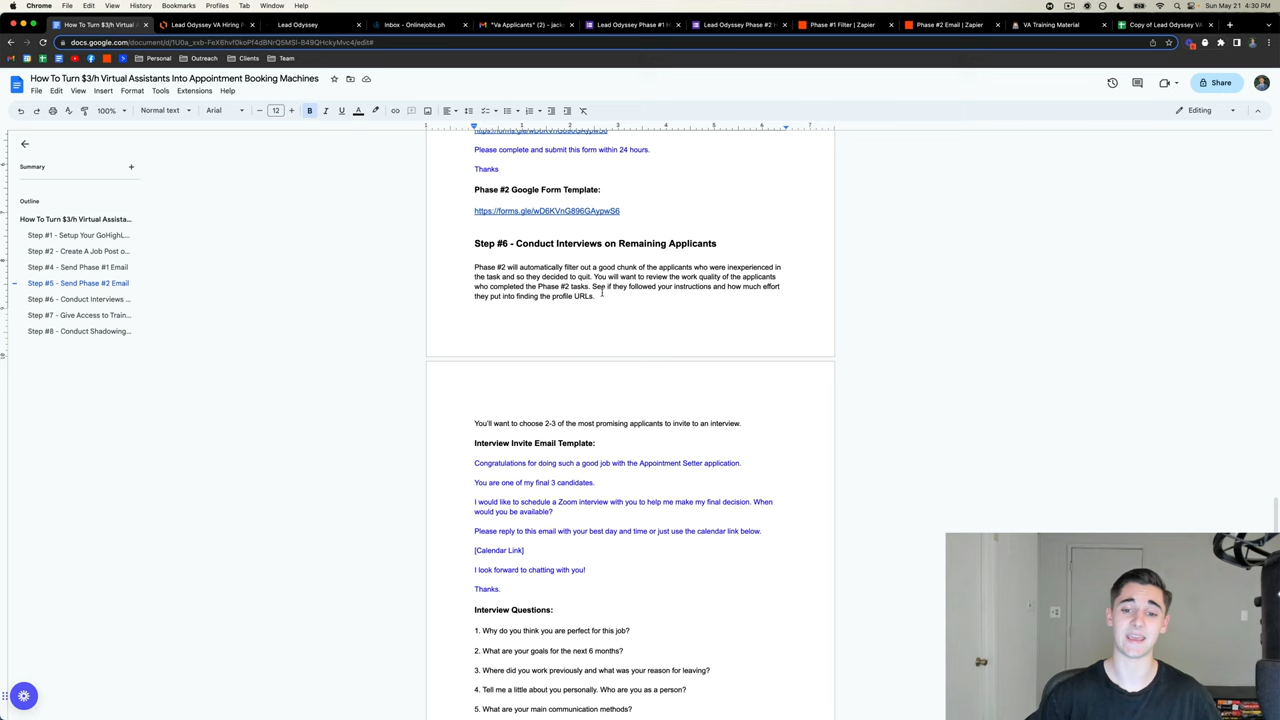 Chrome File Edit View History Bookmarks Profiles Tab Window Help
Sun May 21 4:30 PM
How To Turn $3/h Virtual A
Lead Odyssey VA Hiring P
Lead Odyssey
Inbox - Onlinejobs.ph
"Va Applicants" (2) - jack
Lead Odyssey Phase #1
Lead Odyssey Phase #2
Phase #1 Filter | Zapier
Phase #2 Email | Zapier
VA Training Material
Copy of Lead Odyssey VA
Personal Outreach Clients Team
How To Turn $3/h Virtual Assistants Into Appointment Booking Machines
File Edit View Insert Format Tools Extensions Help
Share
100% Normal text Arial 12 Editing
Summary
Outline
How To Turn $3/h Virtual Assista...
Step #1 - Setup Your GoHighL...
Step #2 - Create A Job Post o...
Step #4 - Send Phase #1 Email
Step #5 - Send Phase #2 Email
Step #6 - Conduct Interviews ...
Step #7 - Give Access to Train...
Step #8 - Conduct Shadowing...
Please complete and submit this form within 24 hours.
Thanks
Phase #2 Google Form Template:
https://forms.gle/wD6KVnG896GAypwS6
Step #6 - Conduct Interviews on Remaining Applicants
Phase #2 will automatically filter out a good chunk of the applicants who were inexperienced in
the task and so they decided to quit. You will want to review the work quality of the applicants
who completed the Phase #2 tasks. See if they followed your instructions and how much effort
they put into finding the profile URLs.
You'll want to choose 2-3 of the most promising applicants to invite to an interview.
Interview Invite Email Template:
Congratulations for doing such a good job with the Appointment Setter application.
You are one of my final 3 candidates.
I would like to schedule a Zoom interview with you to help me make my final decision. When
would you be available?
Please reply to this email with your best day and time or just use the calendar link below.
[Calendar Link]
I look forward to chatting with you!
Thanks.
Interview Questions:
1. Why do you think you are perfect for this job?
2. What are your goals for the next 6 months?
3. Where did you work previously and what was your reason for leaving?
4. Tell me a little about you personally. Who are you as a person?
5. What are your main communication methods?